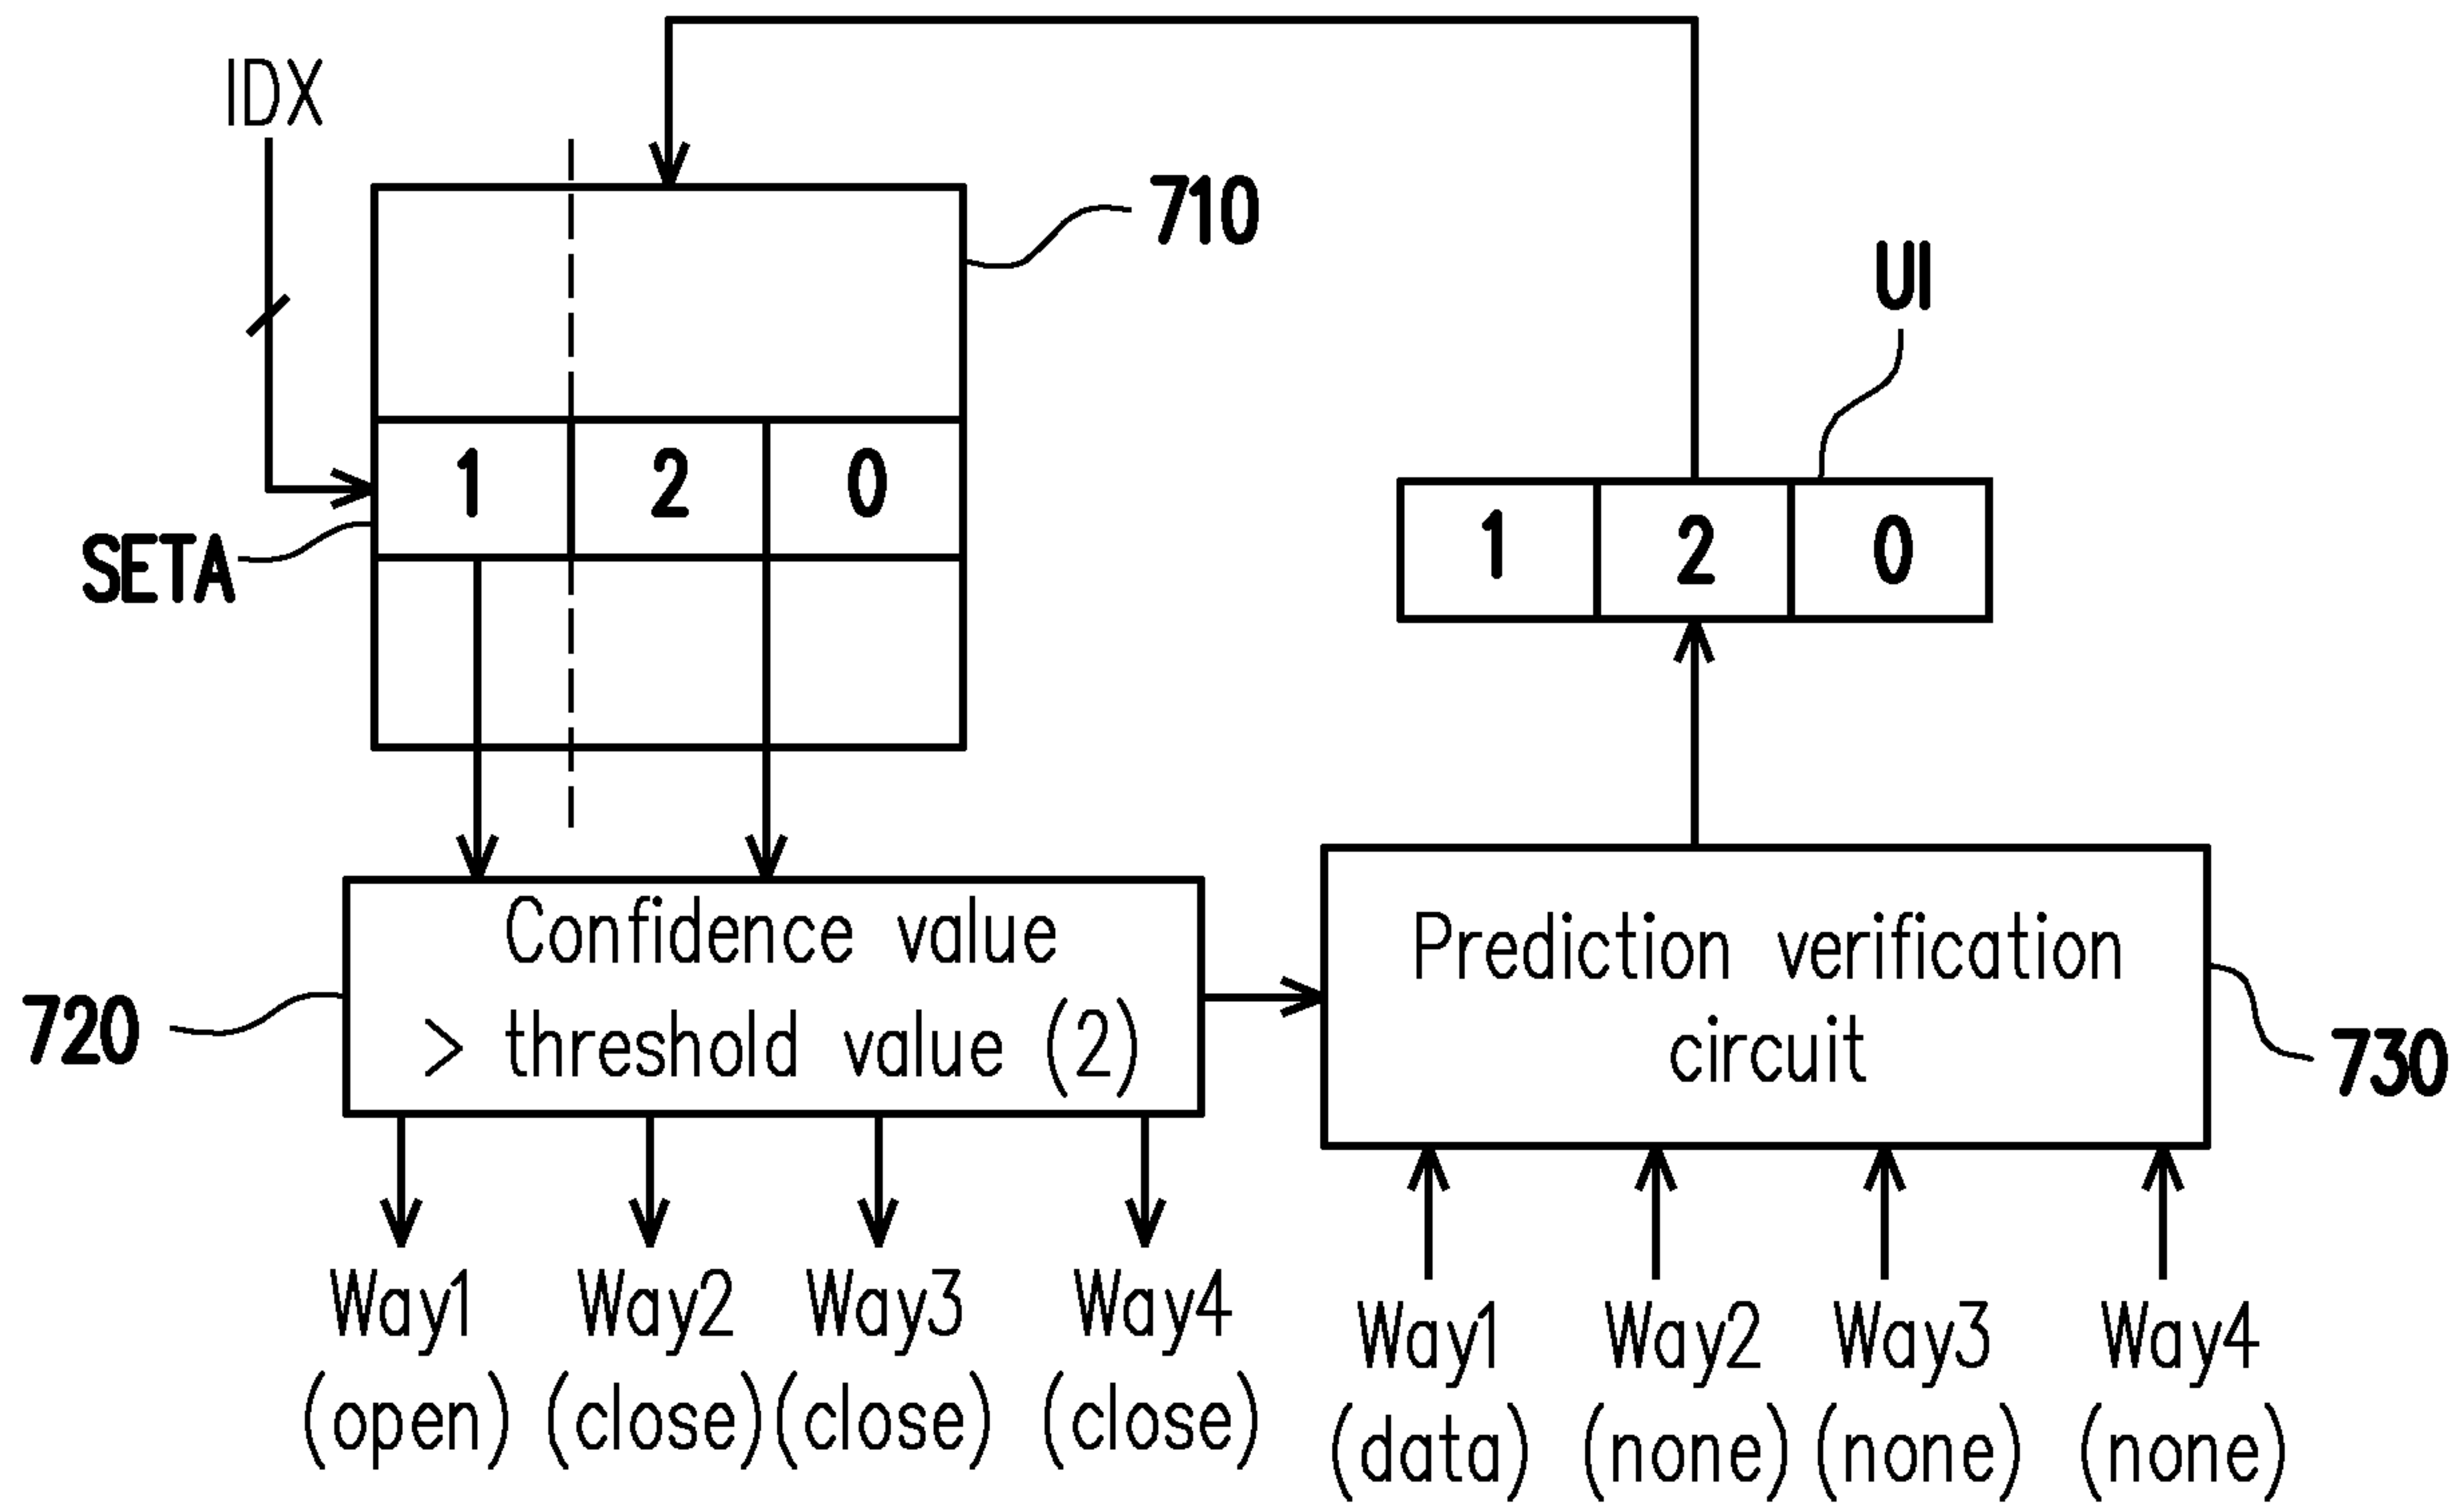 IDX
710
UI
1 2 0
SETA
1 2 0
Confidence value
> threshold value (2)
720
Prediction verification
circuit
730
Way1 Way2 Way3 Way4
(open) (close) (close) (close)
Way1 Way2 Way3 Way4
(data) (none) (none) (none)